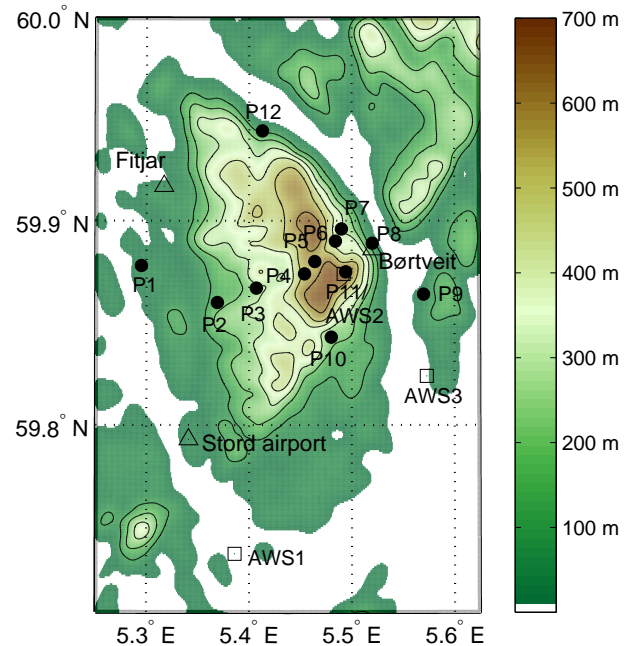 60.0° N
700 m
P12
600 m
Fitjar
500 m
59.9° N
P7
P6
P8
P5
Børtveit
400 m
P1
P4
P11
P9
P2
P3
AWS2
300 m
P10
AWS3
59.8° N
Stord airport
200 m
100 m
AWS1
5.3° E
5.4° E
5.5° E
5.6° E